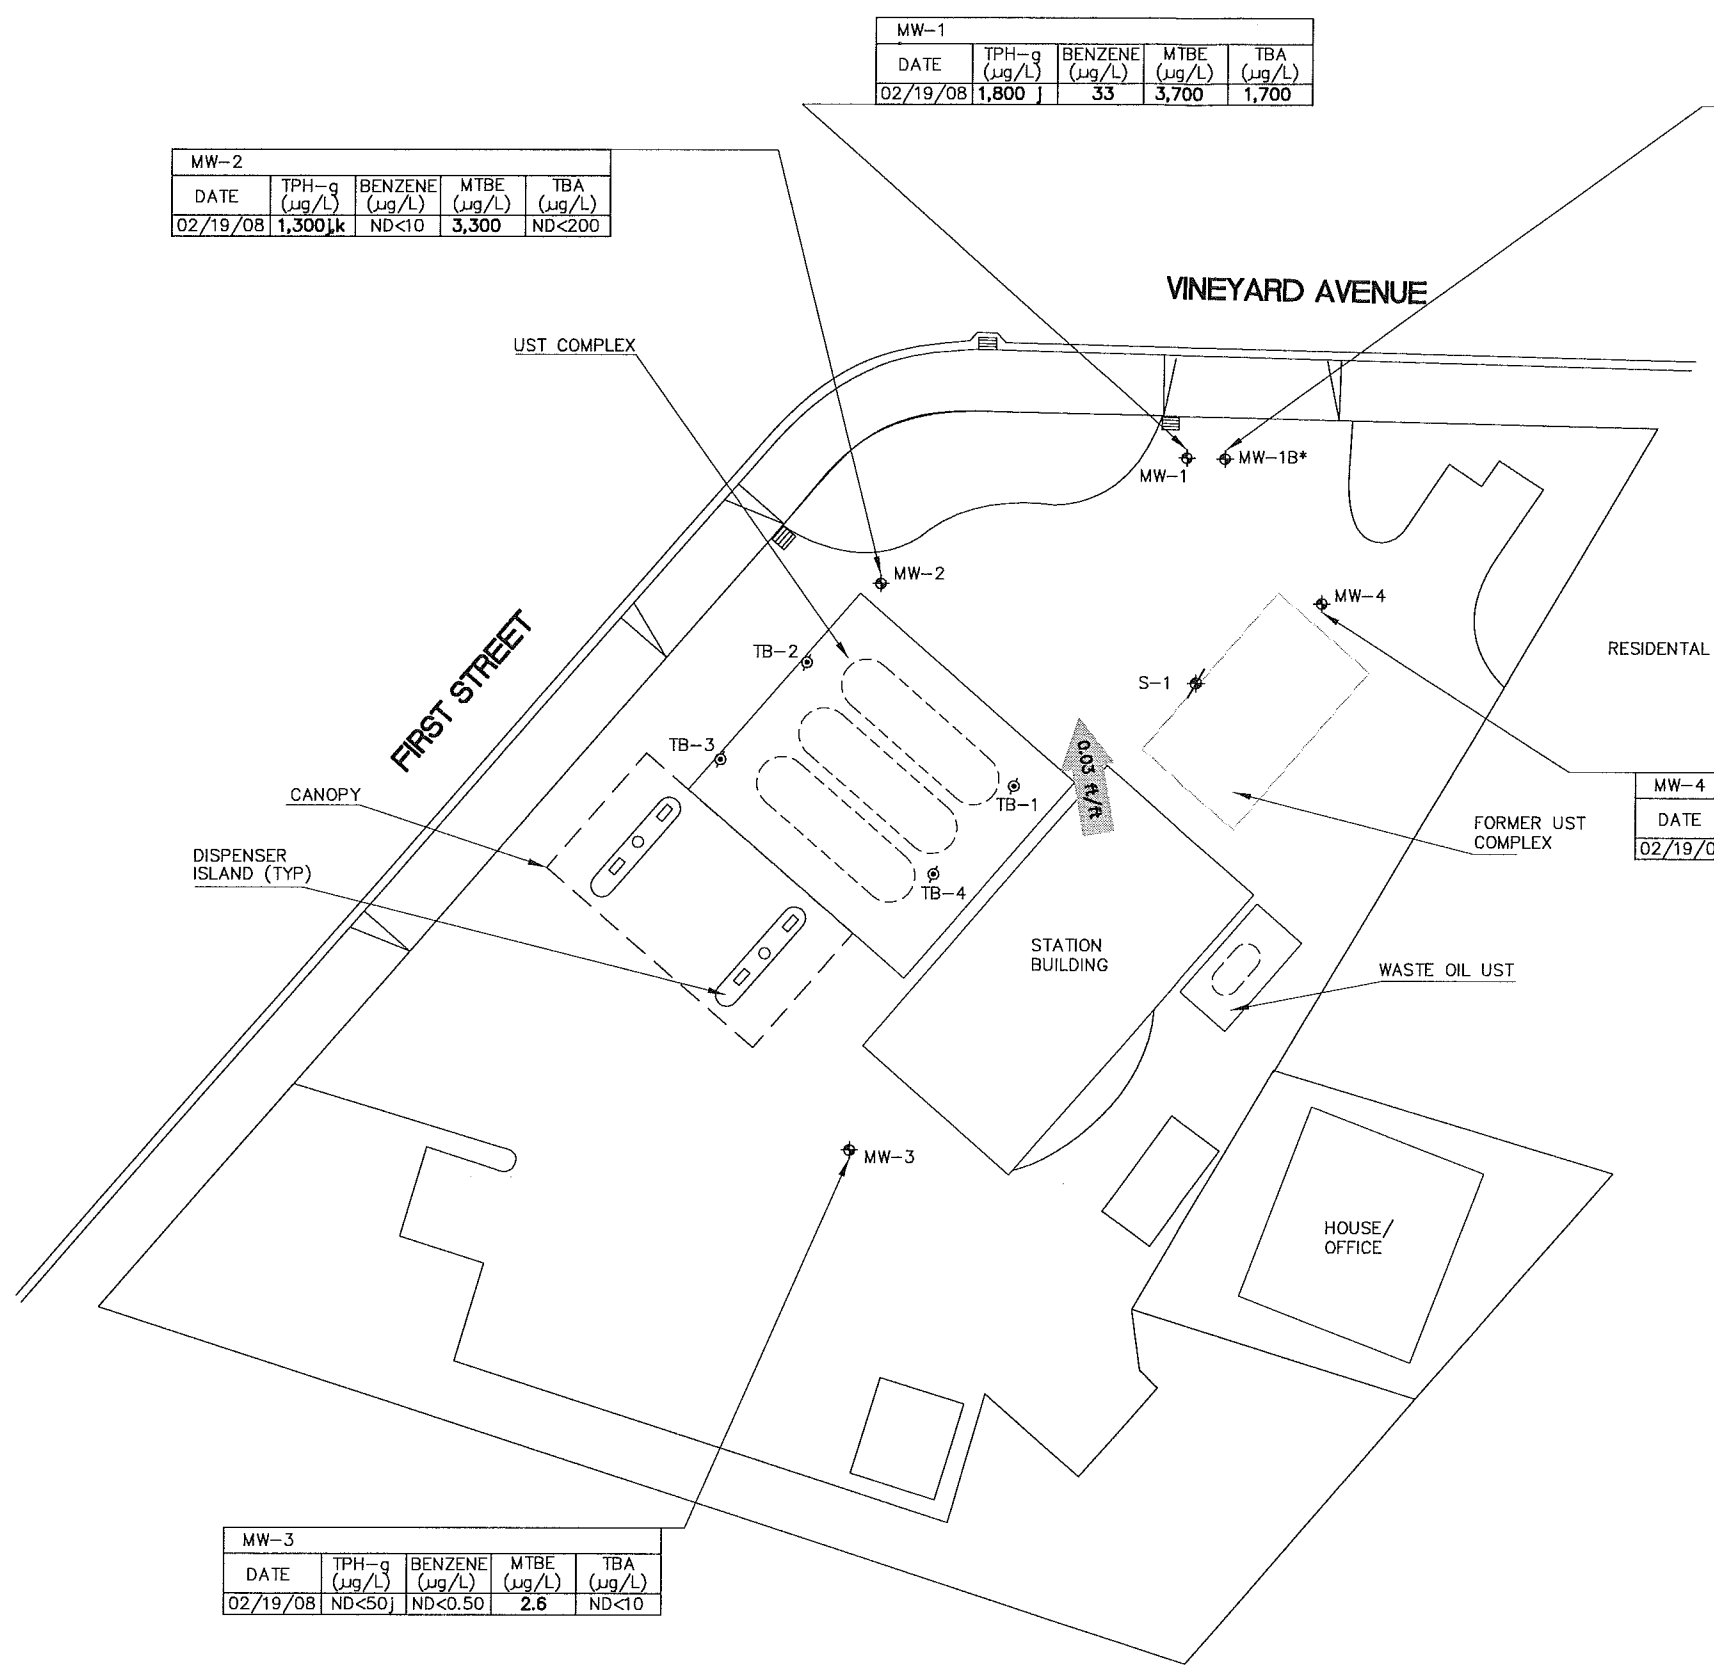 MW-1
DATE TPH-g (µg/L) BENZENE (µg/L) MTBE (µg/L) TBA (µg/L)
02/19/08 1,800 j 33 3,700 1,700
MW-2
DATE TPH-g (µg/L) BENZENE (µg/L) MTBE (µg/L) TBA (µg/L)
02/19/08 1,300j,k ND<10 3,300 ND<200
VINEYARD AVENUE
UST COMPLEX
MW-1
MW-1B*
MW-2
MW-4
FIRST STREET
TB-2
RESIDENTAL
S-1
TB-3
0.03 ft/ft
CANOPY
TB-1
MW-4
DATE
02/19/0
FORMER UST
COMPLEX
DISPENSER
ISLAND (TYP)
TB-4
STATION
BUILDING
WASTE OIL UST
MW-3
HOUSE/
OFFICE
MW-3
DATE TPH-g (µg/L) BENZENE (µg/L) MTBE (µg/L) TBA (µg/L)
02/19/08 ND<50j ND<0.50 2.6 ND<10